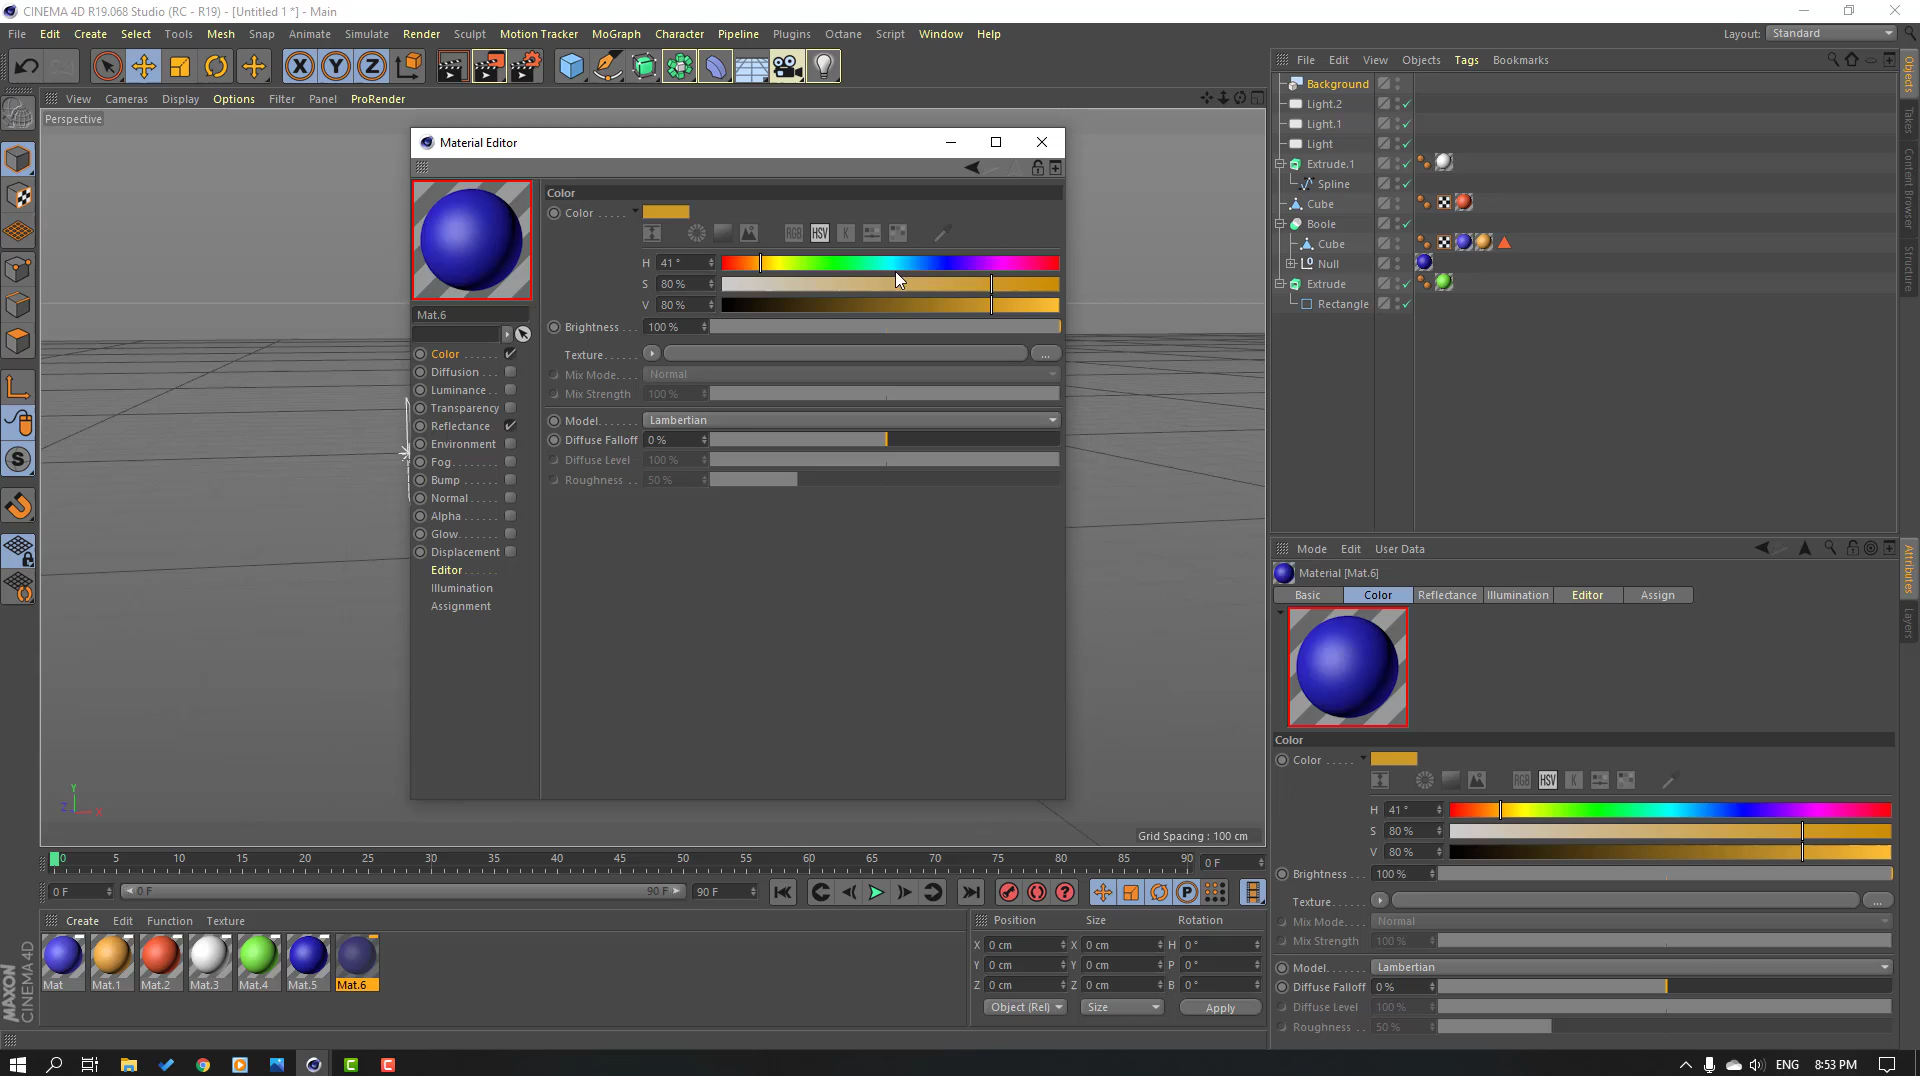 CINEMA 4D R19.068 Studio (RC - R19) - [Untitled 1 *] - Main
File Edit Create Select Tools Mesh Snap Animate Simulate Render Sculpt Motion Tracker MoGraph Character Pipeline Plugins Octane Script Window Help
Layout: Standard
X Y Z
View Cameras Display Options Filter Panel ProRender
Perspective
Material Editor
Color
Color
RGB HSV K
H 41 °
S 80 %
V 80 %
Brightness 100 %
Texture
Mix Mode Normal
Mix Strength 100 %
Model Lambertian
Diffuse Falloff 0 %
Diffuse Level 100 %
Roughness 50 %
Mat.6
Color
Diffusion
Luminance
Transparency
Reflectance
Environment
Fog
Bump
Normal
Alpha
Glow
Displacement
Editor
Illumination
Assignment
Y
Z X
Grid Spacing : 100 cm
File Edit View Objects Tags Bookmarks
Background
Light.2
Light.1
Light
Extrude.1
Spline
Cube
Boole
Cube
Null
Extrude
Rectangle
Objects
Takes
Content Browser
Structure
Mode Edit User Data
Material [Mat.6]
Basic Color Reflectance Illumination Editor Assign
Color
Color
RGB HSV K
H 41 °
S 80 %
V 80 %
Brightness 100 %
Texture
Mix Mode Normal
Mix Strength 100 %
Model Lambertian
Diffuse Falloff 0 %
Diffuse Level 100 %
Roughness 50 %
Attributes
Layers
0 5 10 15 20 25 30 35 40 45 50 55 60 65 70 75 80 85 90 0 F
0 F 0 F 90 F 90 F
Create Edit Function Texture
Mat Mat.1 Mat.2 Mat.3 Mat.4 Mat.5 Mat.6
Position Size Rotation
X 0 cm X 0 cm H 0 °
Y 0 cm Y 0 cm P 0 °
Z 0 cm Z 0 cm B 0 °
Object (Rel) Size Apply
MAXON
CINEMA 4D
ENG 8:53 PM